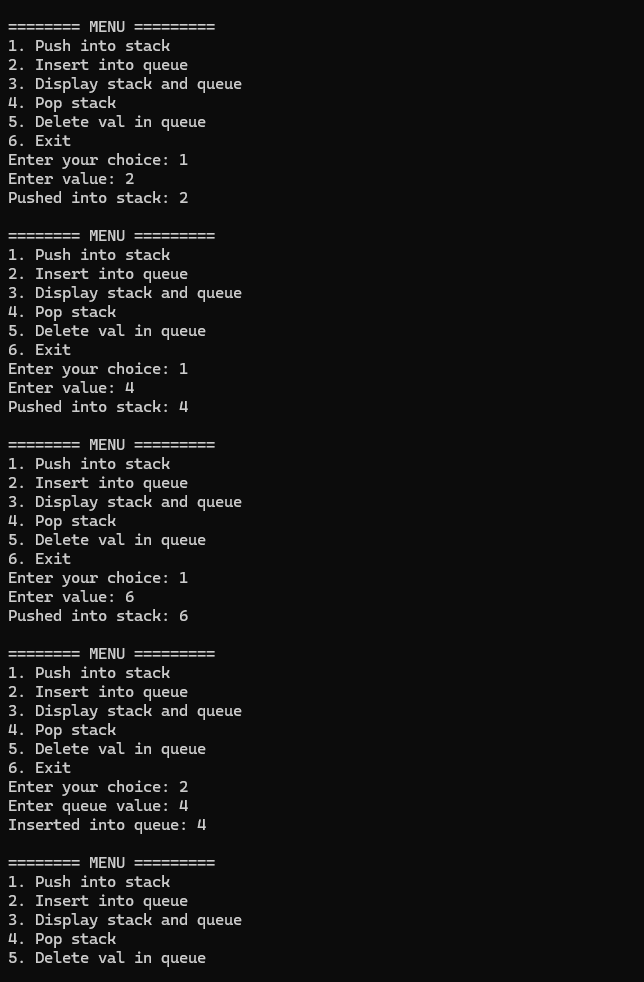 ======== MENU =========
1. Push into stack
2. Insert into queue
3. Display stack and queue
4. Pop stack
5. Delete val in queue
6. Exit
Enter your choice: 1
Enter value: 2
Pushed into stack: 2
======== MENU =========
1. Push into stack
2. Insert into queue
3. Display stack and queue
4. Pop stack
5. Delete val in queue
6. Exit
Enter your choice: 1
Enter value: 4
Pushed into stack: 4
======== MENU =========
1. Push into stack
2. Insert into queue
3. Display stack and queue
4. Pop stack
5. Delete val in queue
6. Exit
Enter your choice: 1
Enter value: 6
Pushed into stack: 6
======== MENU =========
1. Push into stack
2. Insert into queue
3. Display stack and queue
4. Pop stack
5. Delete val in queue
6. Exit
Enter your choice: 2
Enter queue value: 4
Inserted into queue: 4
======== MENU =========
1. Push into stack
2. Insert into queue
3. Display stack and queue
4. Pop stack
5. Delete val in queue